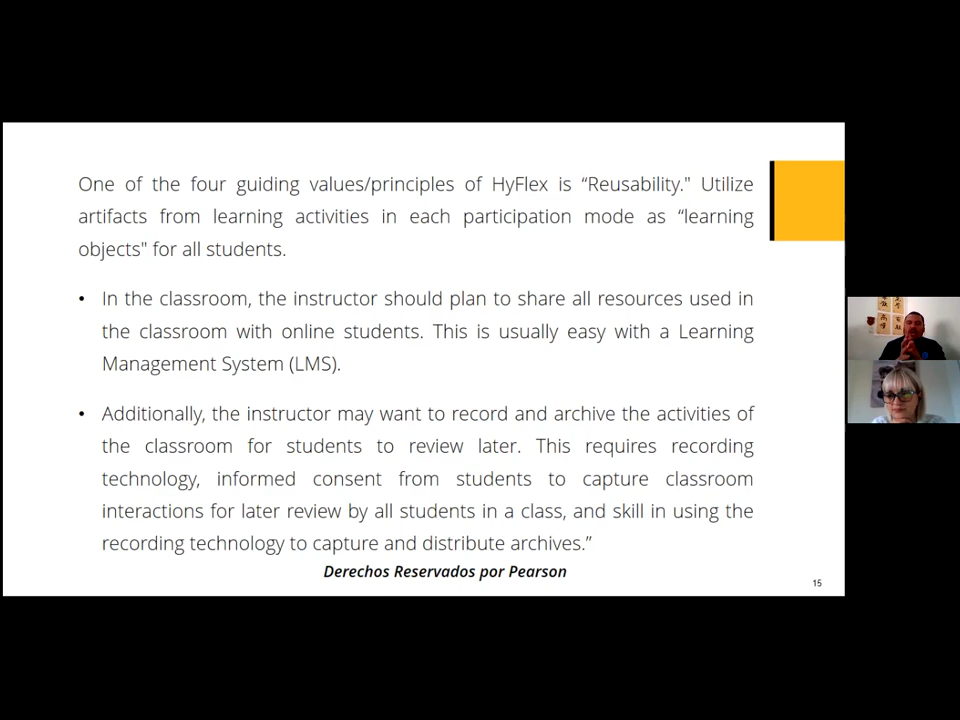 One of the four guiding values/principles of HyFlex is “Reusability." Utilize
artifacts from learning activities in each participation mode as “learning
objects" for all students.
• In the classroom, the instructor should plan to share all resources used in
the classroom with online students. This is usually easy with a Learning
Management System (LMS).
• Additionally, the instructor may want to record and archive the activities of
the classroom for students to review later. This requires recording
technology, informed consent from students to capture classroom
interactions for later review by all students in a class, and skill in using the
recording technology to capture and distribute archives.”
Derechos Reservados por Pearson
15